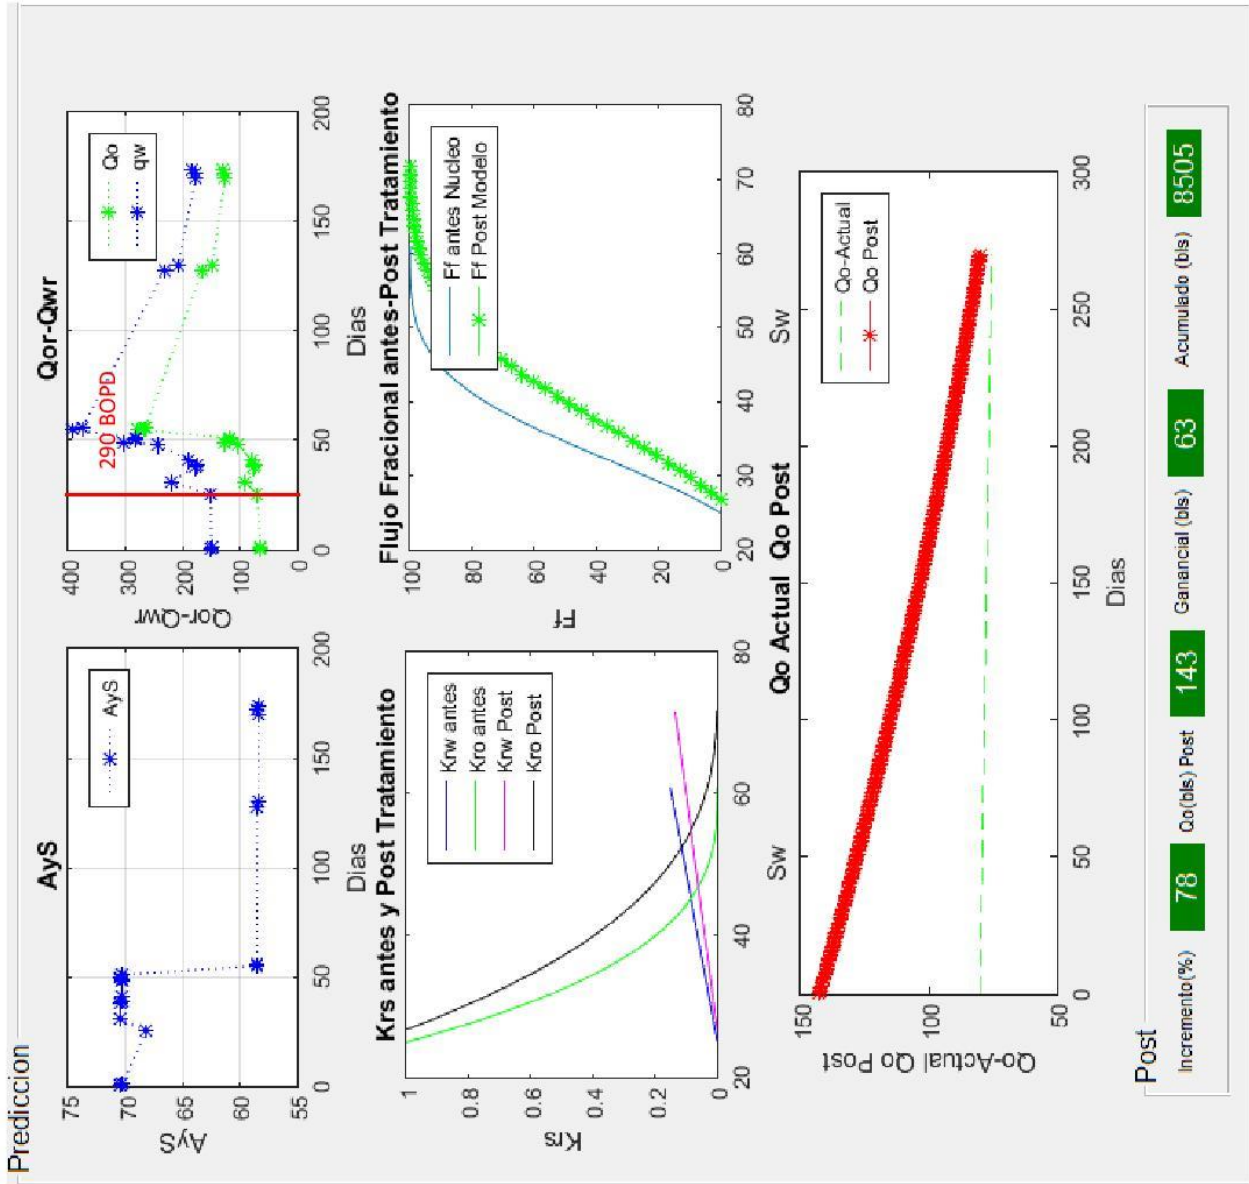 Prediccion
AyS
75
70
65
60
55
AyS
0
50
100
150
200
Dias
AyS
Qor-Qwr
400
300
200
100
0
Qor-Qwr
0
50
100
150
200
Dias
290 BOPD
Qo
qw
Krs antes y Post Tratamiento
1
0.8
0.6
0.4
0.2
0
Krs
20
40
60
80
Sw
Krw antes
Kro antes
Krw Post
Kro Post
Flujo Fracional antes-Post Tratamiento
100
80
60
40
20
0
Ff
20
30
40
50
60
70
80
Sw
Ff antes Nucleo
Ff Post Modelo
Qo Actual Qo Post
150
100
50
Qo-Actual Qo Post
0
50
100
150
200
250
300
Dias
Qo-Actual
Qo Post
Post
Incremento(%) 78 Qo(bls) Post 143 Ganancial (bls) 63 Acumulado (bls) 8505